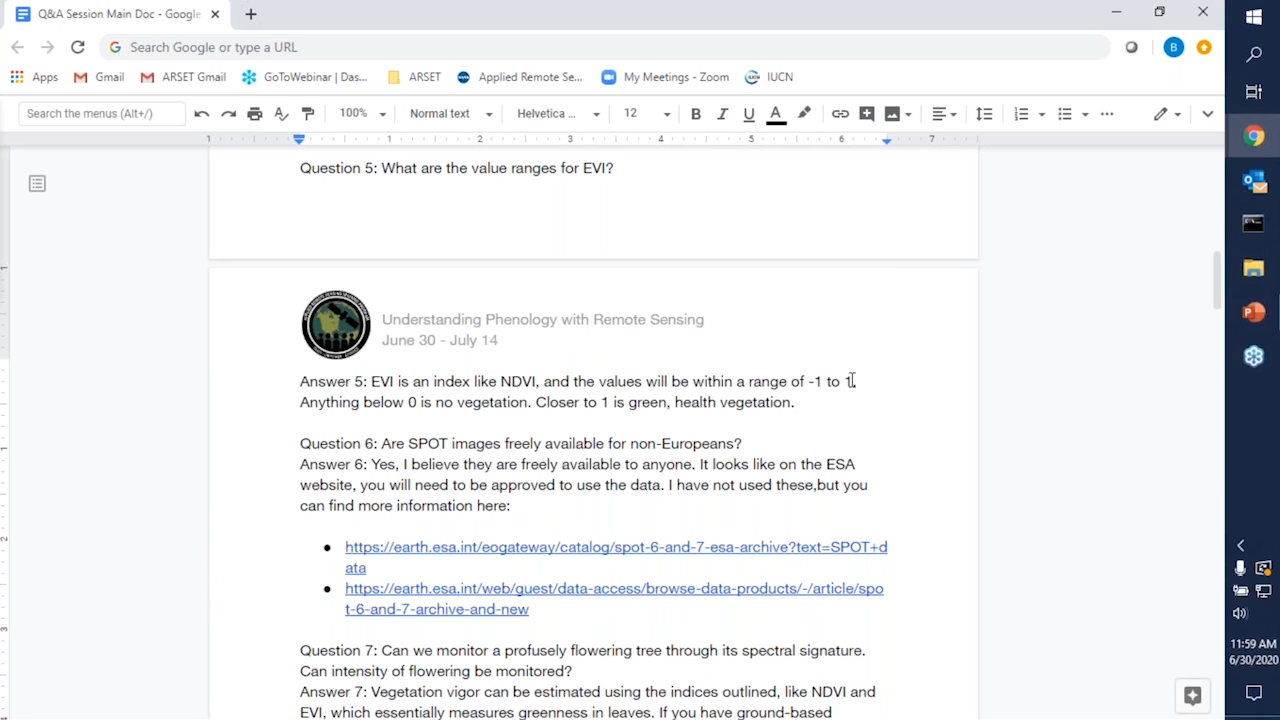 Q&A Session Main Doc - Google
Search Google or type a URL
B
Apps
Gmail
ARSET Gmail
GoToWebinar | Das...
ARSET
Applied Remote Se...
My Meetings - Zoom
IUCN
Search the menus (Alt+/)
100%
Normal text
Helvetica ...
12
B I U A
1 1 2 3 4 5 6 7
Question 5: What are the value ranges for EVI?
Understanding Phenology with Remote Sensing
June 30 - July 14
Answer 5: EVI is an index like NDVI, and the values will be within a range of -1 to 1.
Anything below 0 is no vegetation. Closer to 1 is green, health vegetation.
Question 6: Are SPOT images freely available for non-Europeans?
Answer 6: Yes, I believe they are freely available to anyone. It looks like on the ESA
website, you will need to be approved to use the data. I have not used these,but you
can find more information here:
https://earth.esa.int/eogateway/catalog/spot-6-and-7-esa-archive?text=SPOT+d
ata
https://earth.esa.int/web/guest/data-access/browse-data-products/-/article/spo
t-6-and-7-archive-and-new
Question 7: Can we monitor a profusely flowering tree through its spectral signature.
Can intensity of flowering be monitored?
Answer 7: Vegetation vigor can be estimated using the indices outlined, like NDVI and
EVI, which essentially measures greenness in leaves. If you have ground-based
11:59 AM
6/30/2020